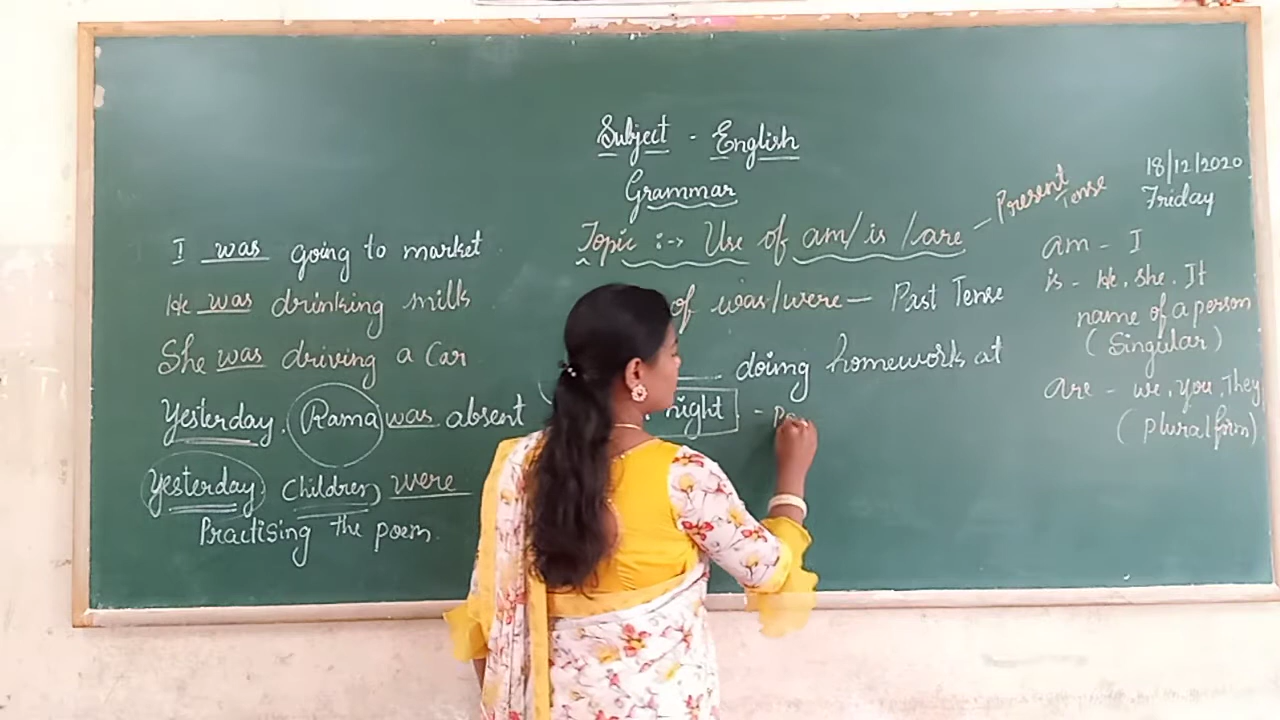 Subject - English
Grammar
Topic :-> Use of am/is/are - Present Tense
of was/were - Past Tense
doing homework at
night - Pa
18/12/2020
Friday
am - I
is - He, She, It
name of a person
(Singular)
are - we, You, They
(plural form)
I was going to market.
He was drinking milk
She was driving a Car
Yesterday, Rama was absent
Yesterday, Children were
Practising the poem.